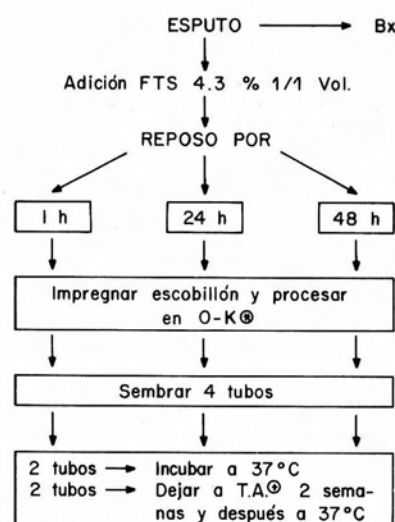 ESPUTO → Bx
Adición FTS 4.3 % 1/1 Vol.
REPOSO POR
1 h 24 h 48 h
Impregnar escobillón y procesar
en O-K⊛
Sembrar 4 tubos
2 tubos → Incubar a 37°C
2 tubos → Dejar a T.A.⊕ 2 sema-
nas y después a 37°C